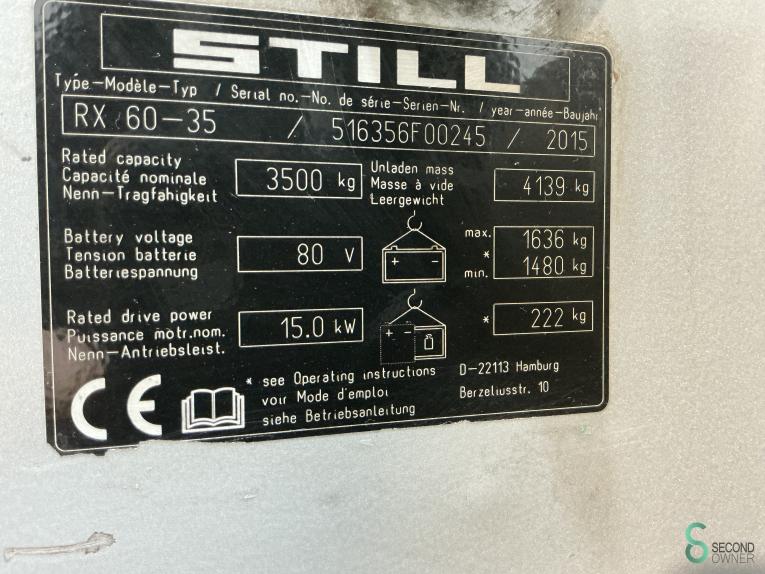 STILL
Type-Modèle-Typ / Serial no.-No. de série-Serien-Nr. / year-année-Baujahr
RX 60-35 / 516356F00245 / 2015
Rated capacity
Capacité nominale
Nenn-Tragfahigkeit
3500 kg
Unladen mass
Masse à vide
Leergewicht
4139 kg
Battery voltage
Tension batterie
Batteriespannung
80 V
+ -
max. 1636 kg
*
min. 1480 kg
Rated drive power
Puissance motr.nom.
Nenn-Antriebsleist.
15.0 kW
+ -
* 222 kg
CE
* see Operating instructions
voir Mode d'emploi
siehe Betriebsanleitung
D-22113 Hamburg
Berzeliusstr. 10
SECOND
OWNER